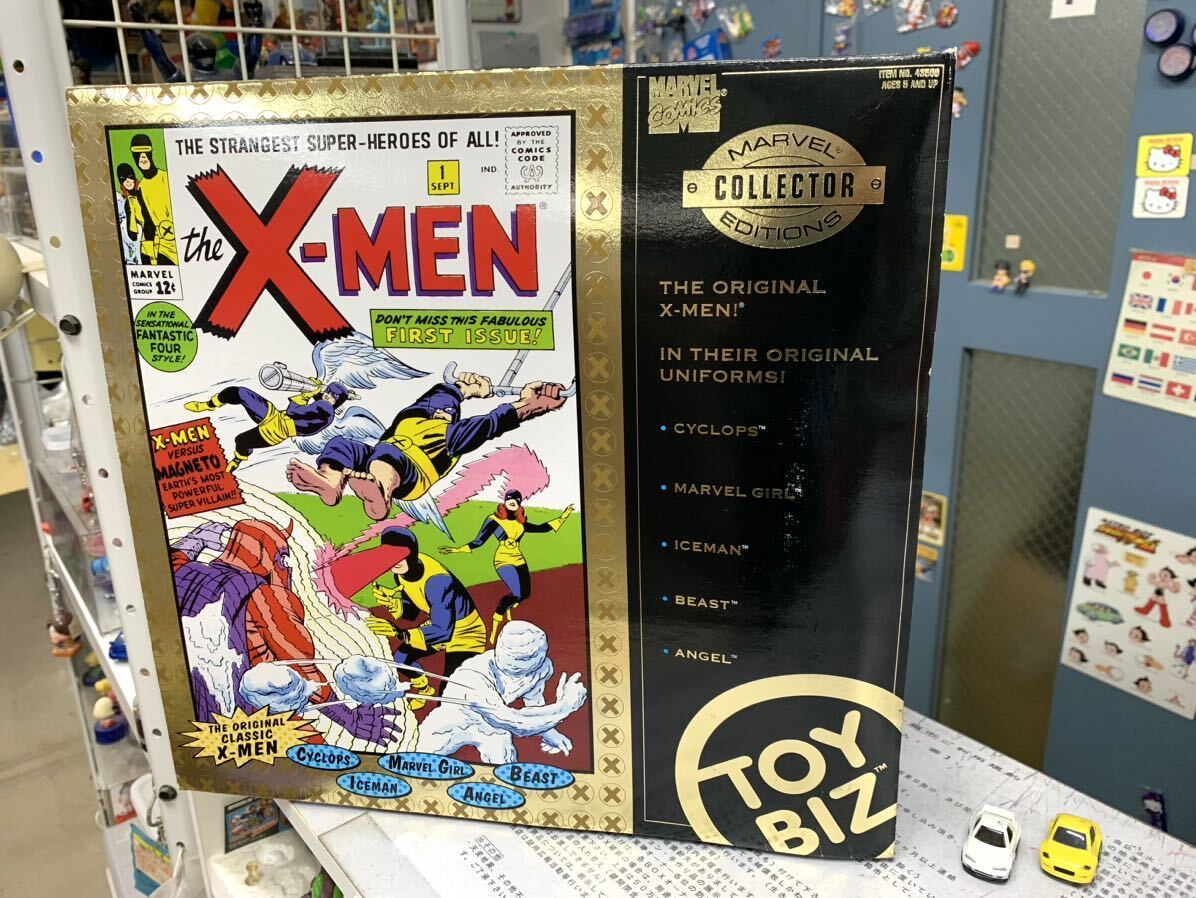 THE STRANGEST SUPER-HEROES OF ALL!
1
SEPT.
IND.
APPROVED
BY THE
COMICS
CODE
AUTHORITY
the X-MEN®
MARVEL
COMICS
GROUP 12¢
IN THE
SENSATIONAL
FANTASTIC
FOUR
STYLE!
DON'T MISS THIS FABULOUS
FIRST ISSUE!
X-MEN
VERSUS
MAGNETO
EARTH'S MOST
POWERFUL
SUPER VILLAIN!!
THE ORIGINAL
CLASSIC
X-MEN
CYCLOPS
MARVEL GIRL
BEAST
ICEMAN
ANGEL
MARVEL®
COMICS
M
ITEM NO. 43500
AGES 5 AND UP
MARVEL®
COLLECTOR
EDITIONS
THE ORIGINAL
X-MEN!®
IN THEIR ORIGINAL
UNIFORMS!
• CYCLOPS™
• MARVEL GIRL
• ICEMAN™
• BEAST™
• ANGEL™
TOY
BIZ™